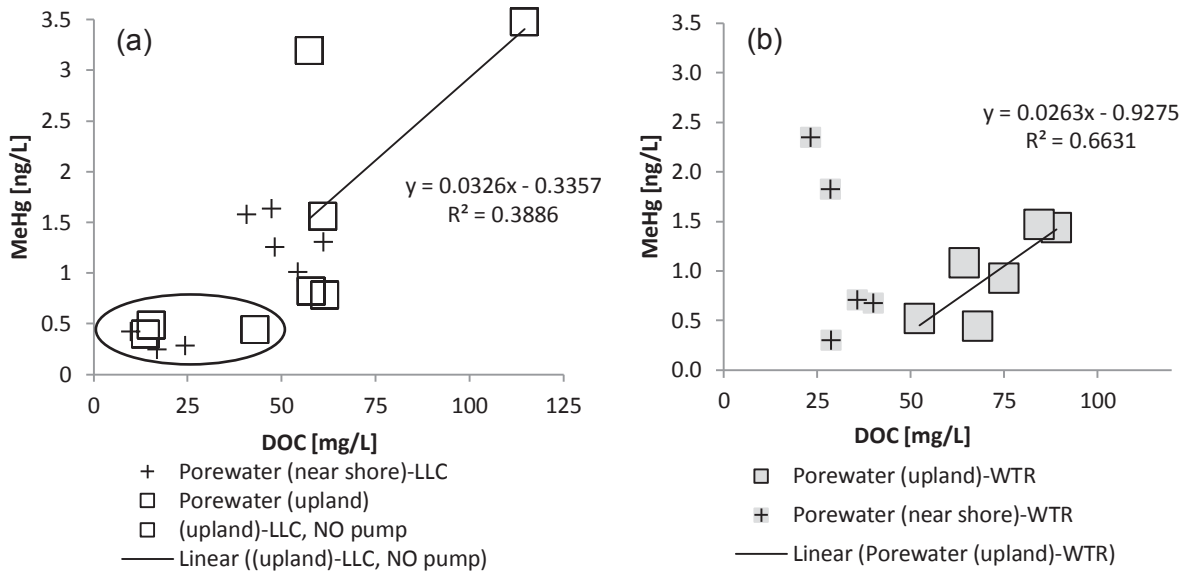 (a)
MeHg [ng/L]
3.5
3
2.5
2
1.5
1
0.5
0
y = 0.0326x - 0.3357
R² = 0.3886
0 25 50 75 100 125
DOC [mg/L]
Porewater (near shore)-LLC
Porewater (upland)
(upland)-LLC, NO pump
Linear ((upland)-LLC, NO pump)
(b)
MeHg [ng/L]
3.5
3.0
2.5
2.0
1.5
1.0
0.5
0.0
y = 0.0263x - 0.9275
R² = 0.6631
0 25 50 75 100
DOC [mg/L]
Porewater (upland)-WTR
Porewater (near shore)-WTR
Linear (Porewater (upland)-WTR)